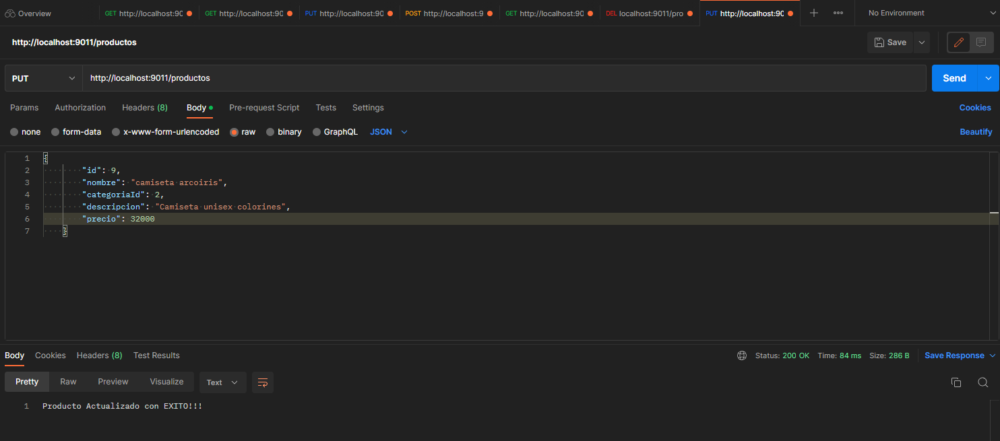 Overview GET http://localhost:90 GET http://localhost:90 PUT http://localhost:90 POST http://localhost:9 GET http://localhost:90 DEL localhost:9011/pro PUT http://localhost:90 No Environment
http://localhost:9011/productos Save
PUT http://localhost:9011/productos Send
Params Authorization Headers (8) Body Pre-request Script Tests Settings Cookies
none form-data x-www-form-urlencoded raw binary GraphQL JSON Beautify
1 {
2 "id": 9,
3 "nombre": "camiseta arcoiris",
4 "categoriaId": 2,
5 "descripcion": "Camiseta unisex colorines",
6 "precio": 32000
7 }
Body Cookies Headers (8) Test Results Status: 200 OK Time: 84 ms Size: 286 B Save Response
Pretty Raw Preview Visualize Text
1 Producto Actualizado con EXITO!!!